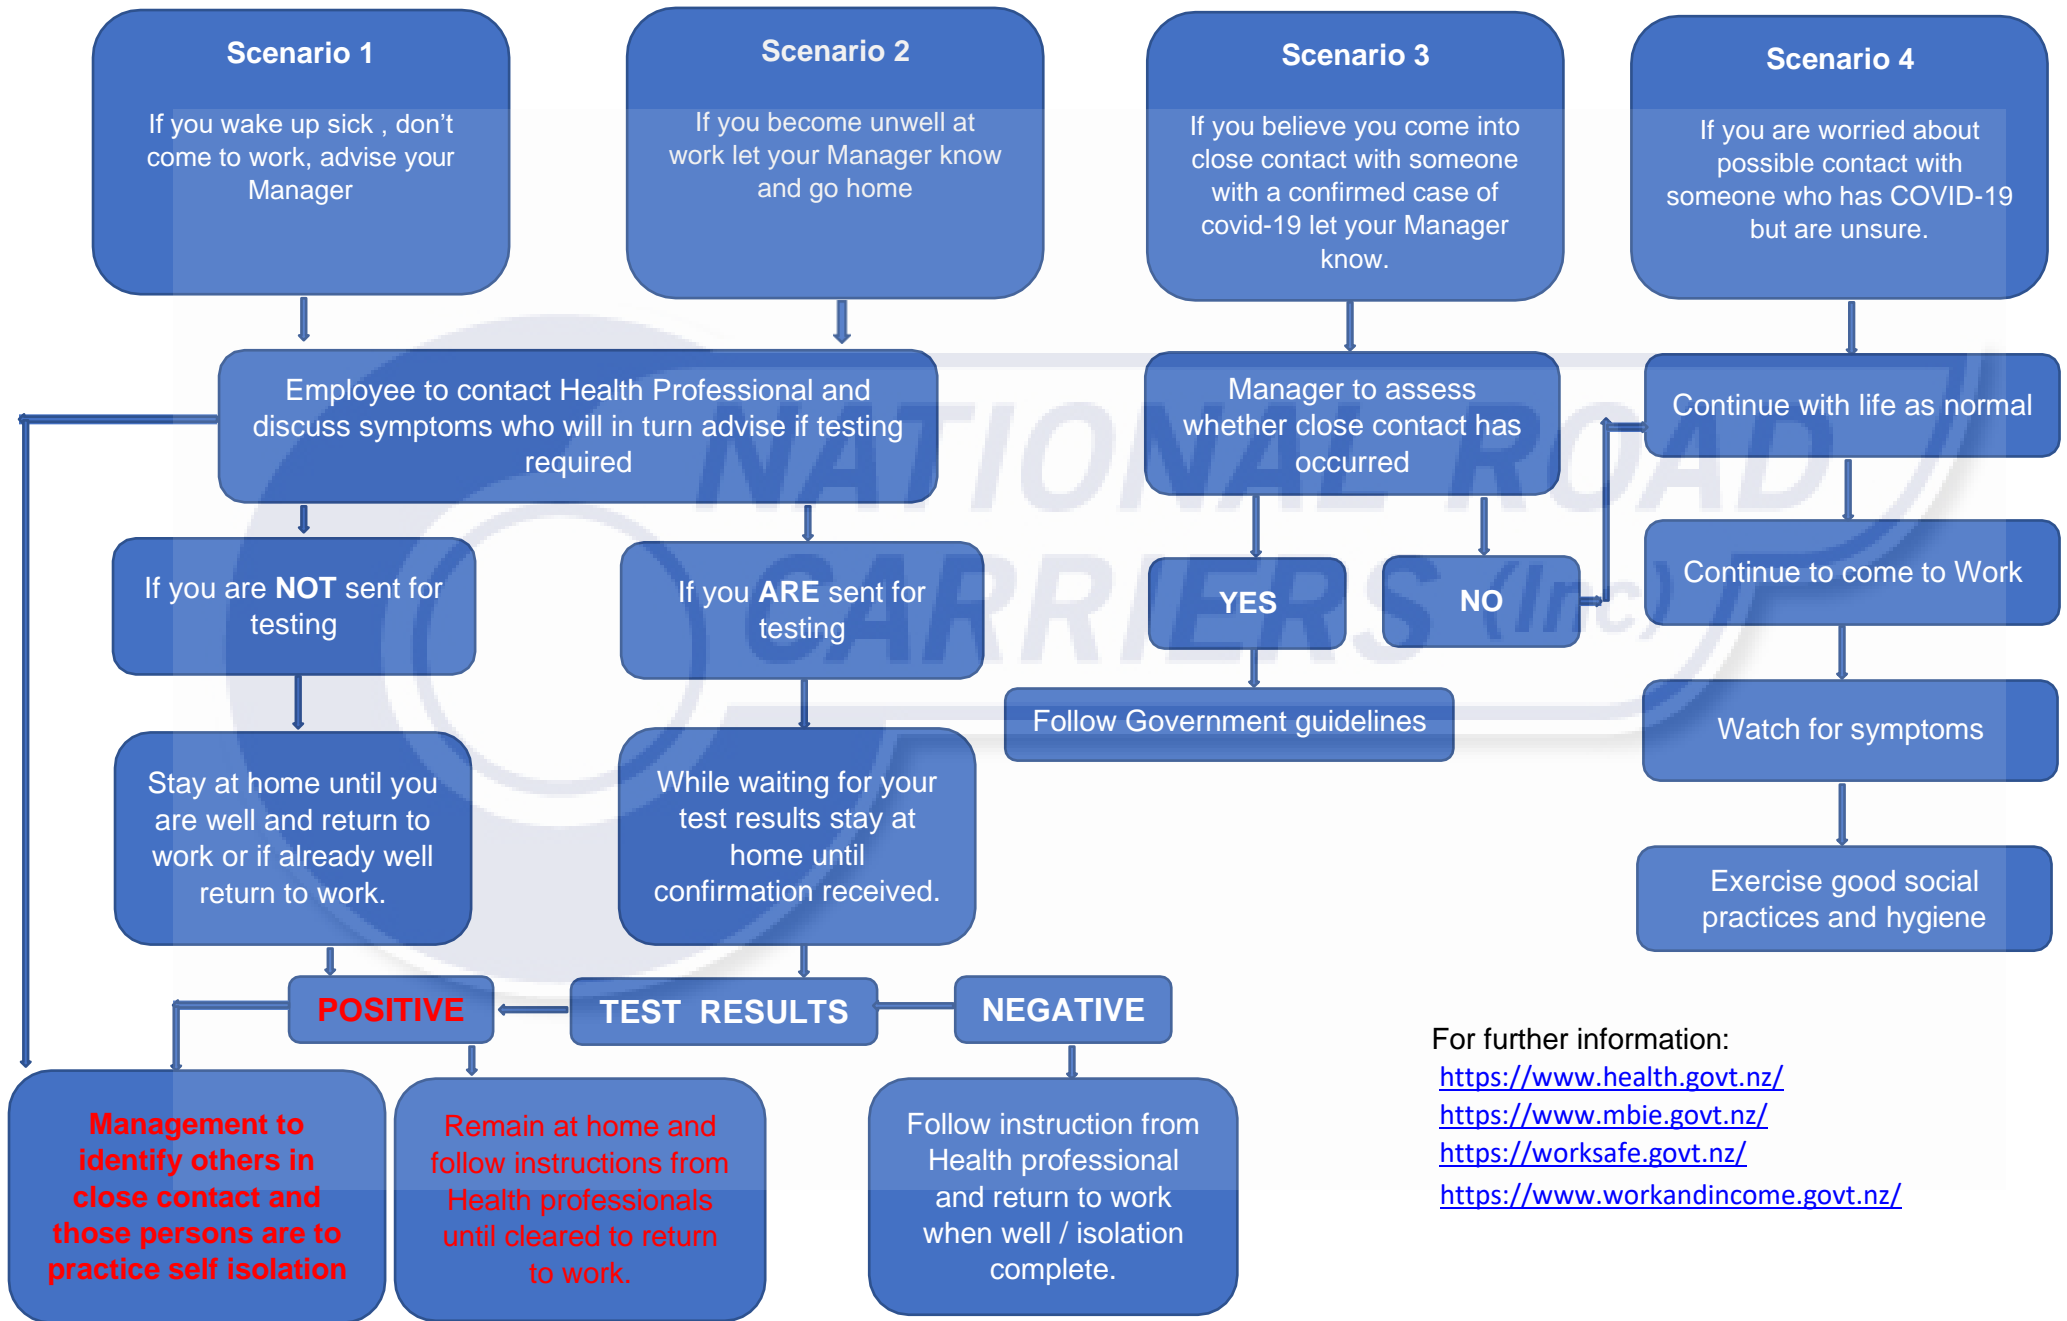 Scenario 1
If you wake up sick , don't
come to work, advise your
Manager
Scenario 2
If you become unwell at
work let your Manager know
and go home
Scenario 3
If you believe you come into
close contact with someone
with a confirmed case of
covid-19 let your Manager
know.
Scenario 4
If you are worried about
possible contact with
someone who has COVID-19
but are unsure.
Employee to contact Health Professional and
discuss symptoms who will in turn advise if testing
required
Manager to assess
whether close contact has
occurred
Continue with life as normal
NATIONAL ROAD
CARRIERS (Inc)
If you are NOT sent for
testing
If you ARE sent for
testing
YES
NO
Continue to come to Work
Follow Government guidelines
Watch for symptoms
Stay at home until you
are well and return to
work or if already well
return to work.
While waiting for your
test results stay at
home until
confirmation received.
Exercise good social
practices and hygiene
POSITIVE
TEST RESULTS
NEGATIVE
Management to
identify others in
close contact and
those persons are to
practice self isolation
Remain at home and
follow instructions from
Health professionals
until cleared to return
to work.
Follow instruction from
Health professional
and return to work
when well / isolation
complete.
For further information:
https://www.health.govt.nz/
https://www.mbie.govt.nz/
https://worksafe.govt.nz/
https://www.workandincome.govt.nz/